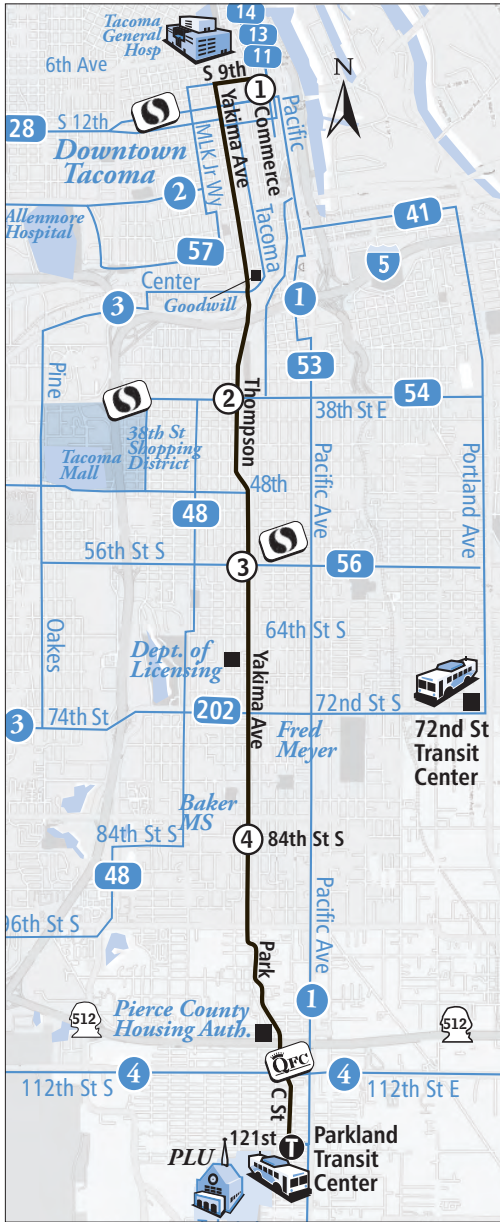 14
Tacoma
General
Hosp
13
11
6th Ave
S 9th
N
1
S 12th
28
Yakima Ave
Commerce
Pacific
Downtown
Tacoma
MLK Jr Wy
2
Tacoma
41
Allenmore
Hospital
57
5
Center
Goodwill
3
1
Pine
53
Thompson
54
2
38th St E
38th St
Shopping
District
Tacoma
Mall
48th
48
Pacific Ave
Portland Ave
56th St S
3
56
Oakes
64th St S
Dept. of
Licensing
Yakima Ave
3
74th St
202
72nd St S
Fred
Meyer
72nd St
Transit
Center
Baker
MS
84th St S
4
84th St S
48
Pacific Ave
96th St S
Park
1
Pierce County
Housing Auth.
512
512
QFC
4
4
112th St S
112th St E
C St
121st
T
Parkland
Transit
Center
PLU